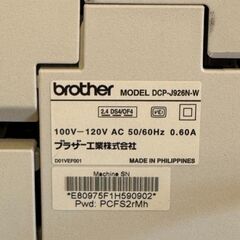 brother MODEL DCP-J926N-W
2.4 DS4/OF4
100V-120V AC 50/60Hz 0.60A
ブラザー工業株式会社
D01VEF001 MADE IN PHILIPPINES
Machine SN
*E80975F1H590902*
Pwd: PCFS2rMh